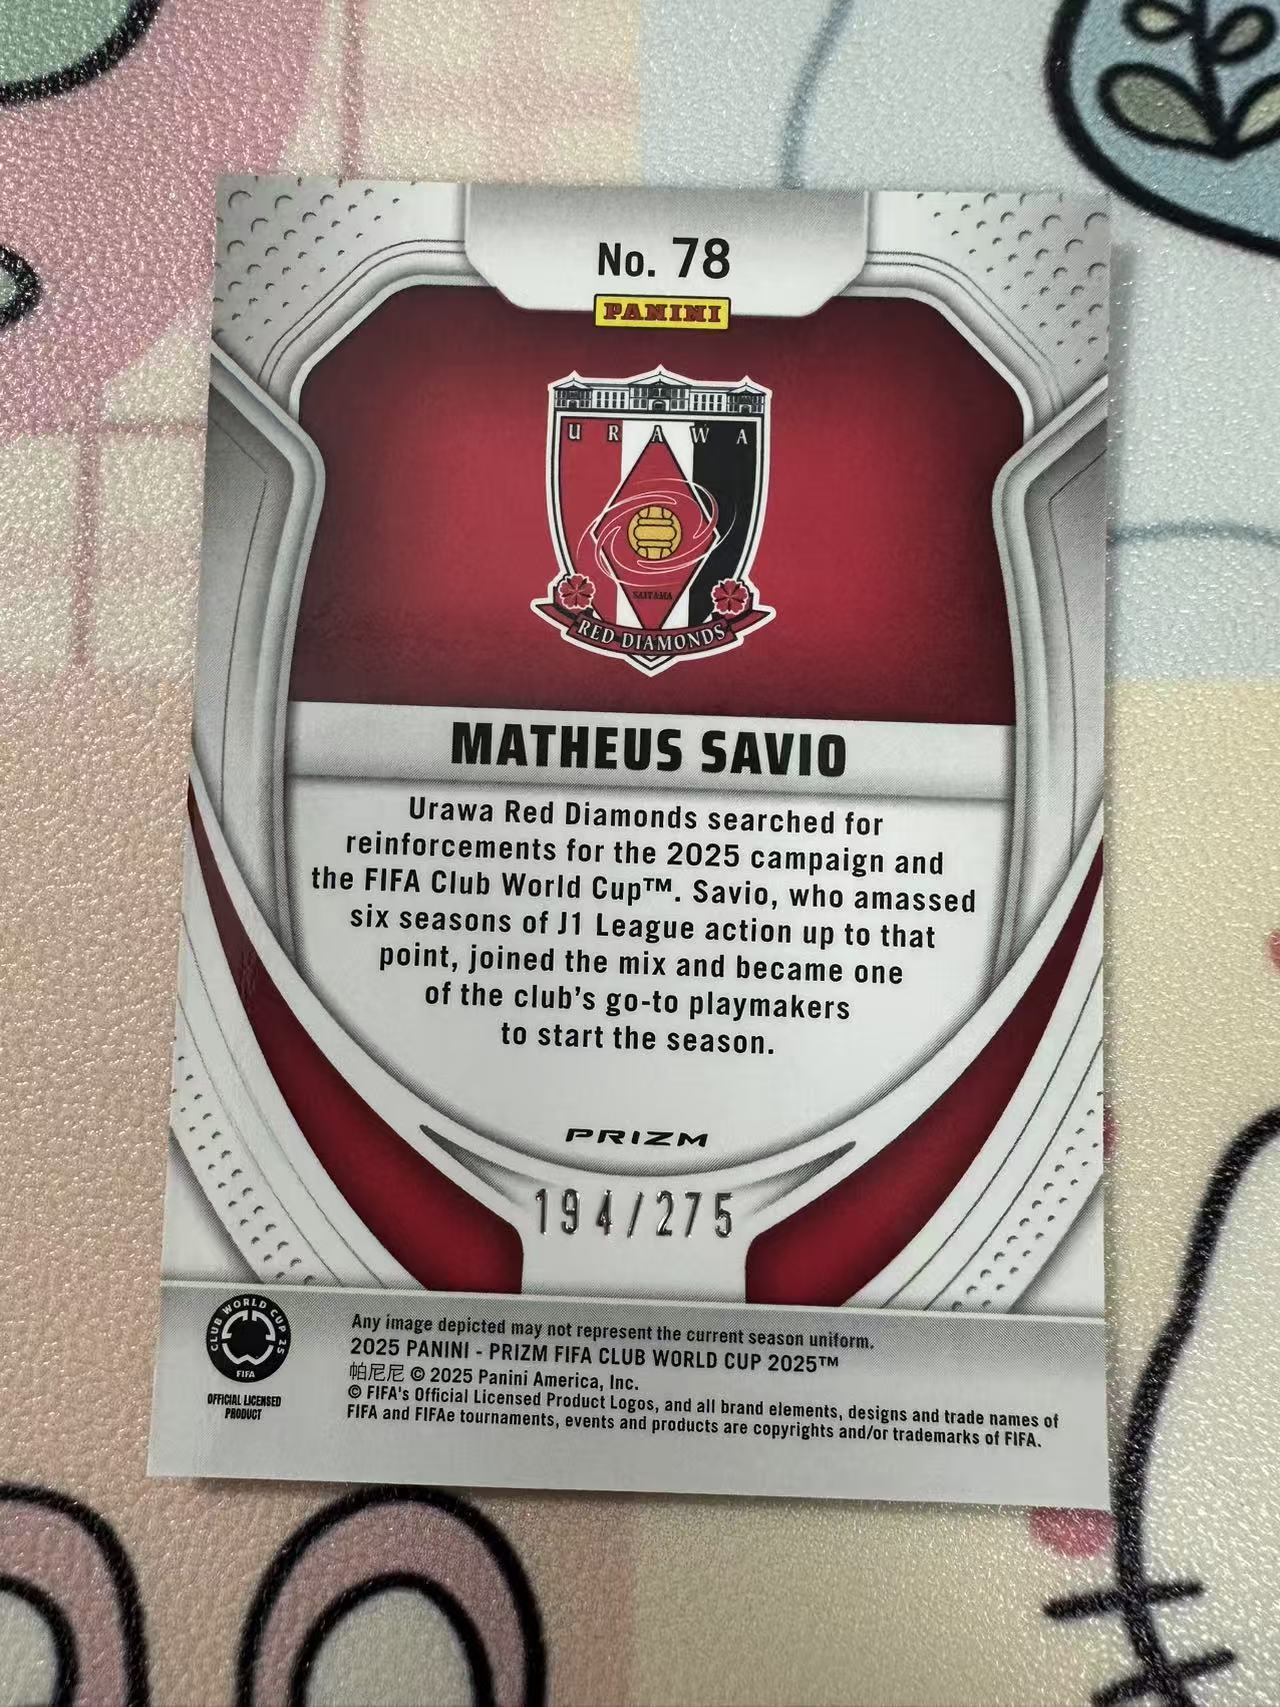 No. 78
PANINI
URAWA
SAITAMA
RED DIAMONDS
MATHEUS SAVIO
Urawa Red Diamonds searched for
reinforcements for the 2025 campaign and
the FIFA Club World Cup™. Savio, who amassed
six seasons of J1 League action up to that
point, joined the mix and became one
of the club's go-to playmakers
to start the season.
PRIZM
194/275
CLUB WORLD CUP 25
FIFA
OFFICIAL LICENSED
PRODUCT
Any image depicted may not represent the current season uniform.
2025 PANINI - PRIZM FIFA CLUB WORLD CUP 2025™
帕尼尼 © 2025 Panini America, Inc.
© FIFA's Official Licensed Product Logos, and all brand elements, designs and trade names of
FIFA and FIFAe tournaments, events and products are copyrights and/or trademarks of FIFA.